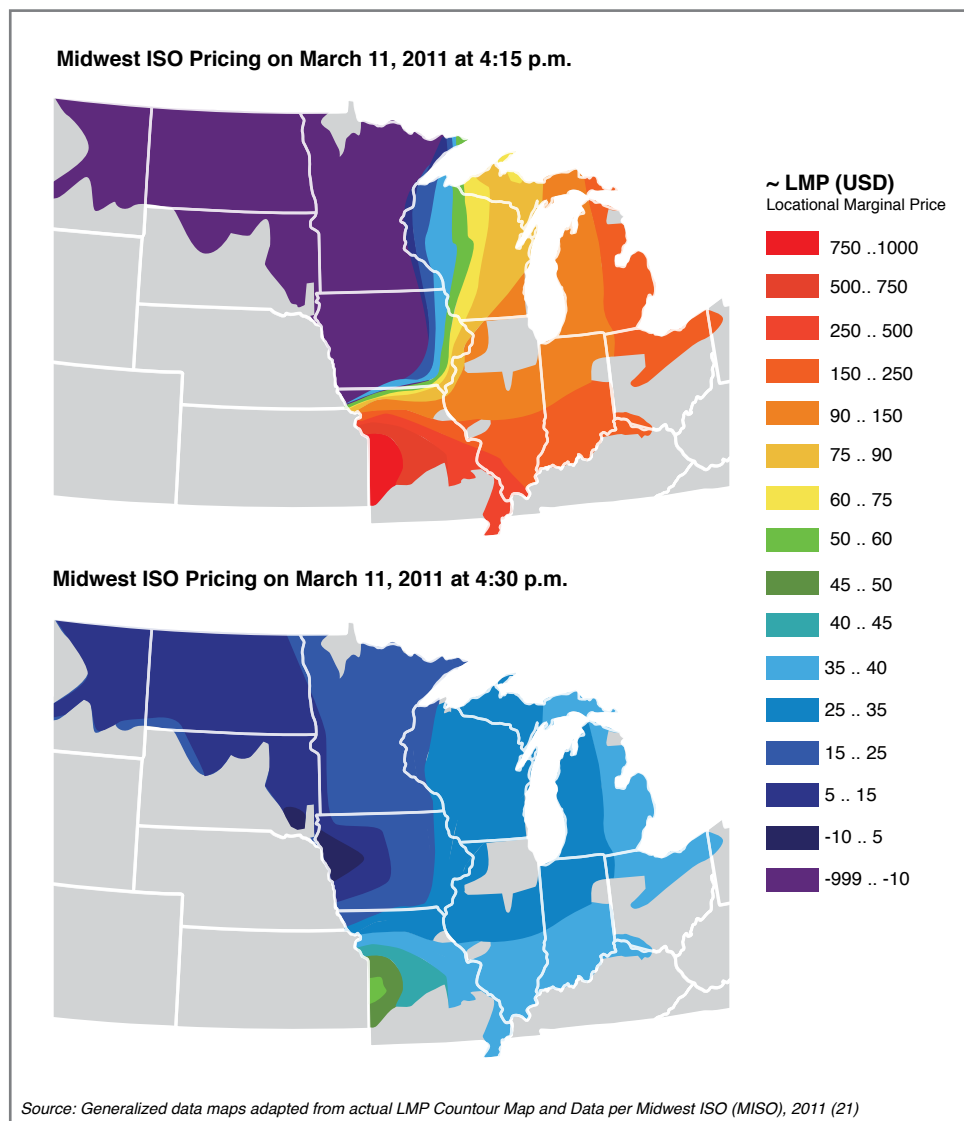 Midwest ISO Pricing on March 11, 2011 at 4:15 p.m.
~ LMP (USD)
Locational Marginal Price
750 ..1000
500.. 750
250 .. 500
150 .. 250
90 .. 150
75 .. 90
60 .. 75
50 .. 60
45 .. 50
40 .. 45
35 .. 40
25 .. 35
15 .. 25
5 .. 15
-10 .. 5
-999 .. -10
Midwest ISO Pricing on March 11, 2011 at 4:30 p.m.
Source: Generalized data maps adapted from actual LMP Countour Map and Data per Midwest ISO (MISO), 2011 (21)